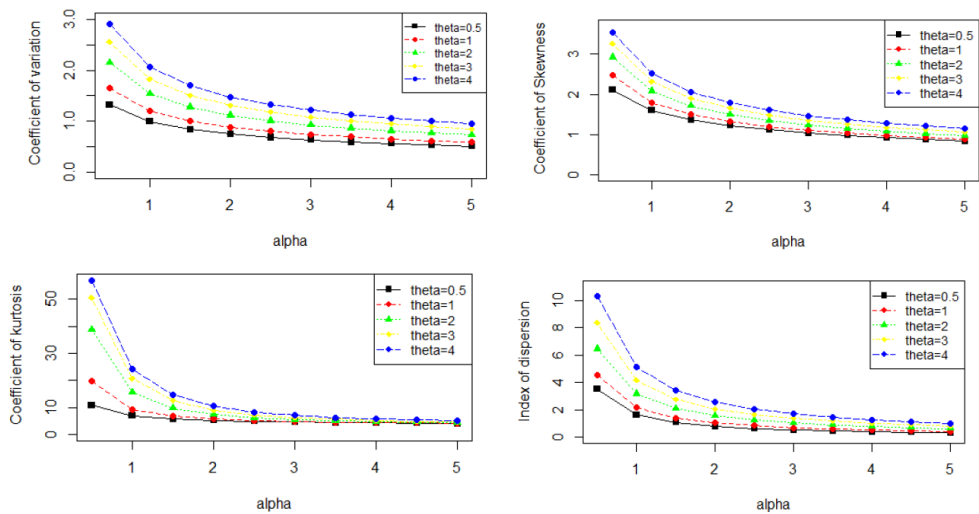 Coefficient of variation
3.0
2.0
1.0
0.0
theta=0.5
theta=1
theta=2
theta=3
theta=4
1 2 3 4 5
alpha
Coefficient of Skewness
3
2
1
0
theta=0.5
theta=1
theta=2
theta=3
theta=4
1 2 3 4 5
alpha
Coefficient of kurtosis
50
30
10
0
theta=0.5
theta=1
theta=2
theta=3
theta=4
1 2 3 4 5
alpha
Index of dispersion
10
8
6
4
2
0
theta=0.5
theta=1
theta=2
theta=3
theta=4
1 2 3 4 5
alpha